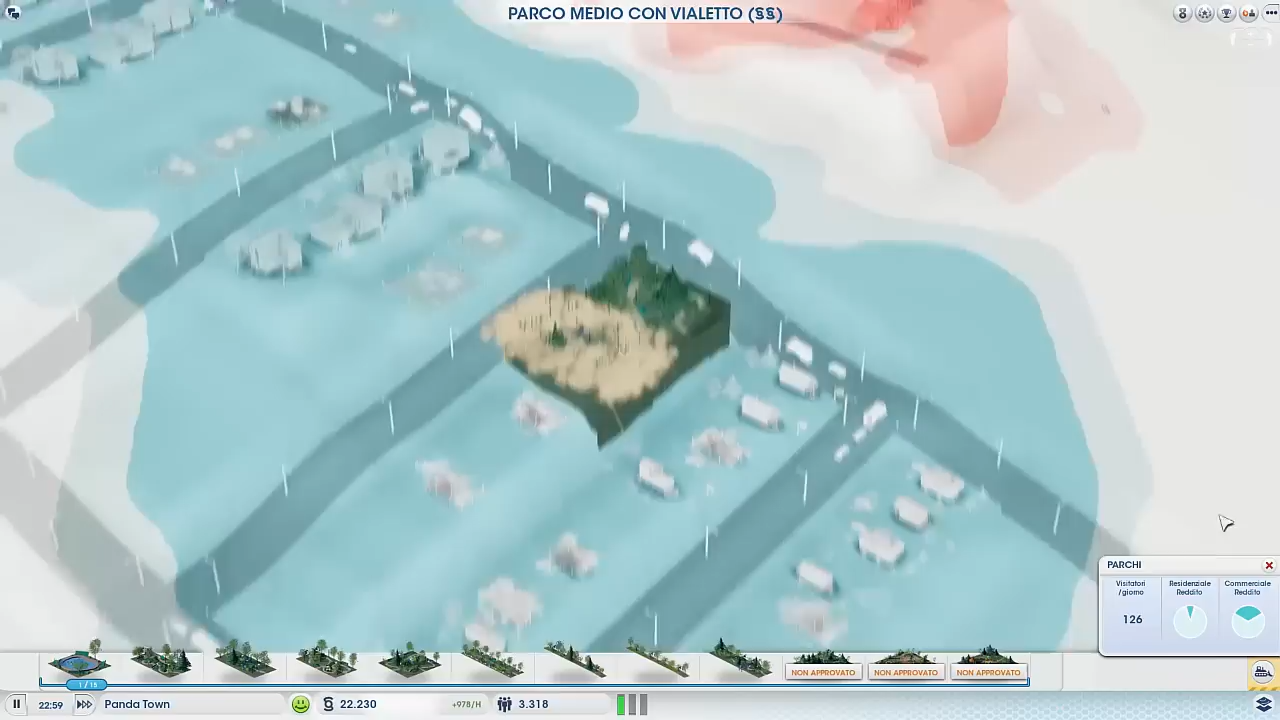 PARCO MEDIO CON VIALETTO (§§)
PARCHI
Visitatori /giorno
Residenziale Reddito
Commerciale Reddito
126
NON APPROVATO
NON APPROVATO
NON APPROVATO
1 / 15
22:59
Panda Town
22.230
+978/H
3.318